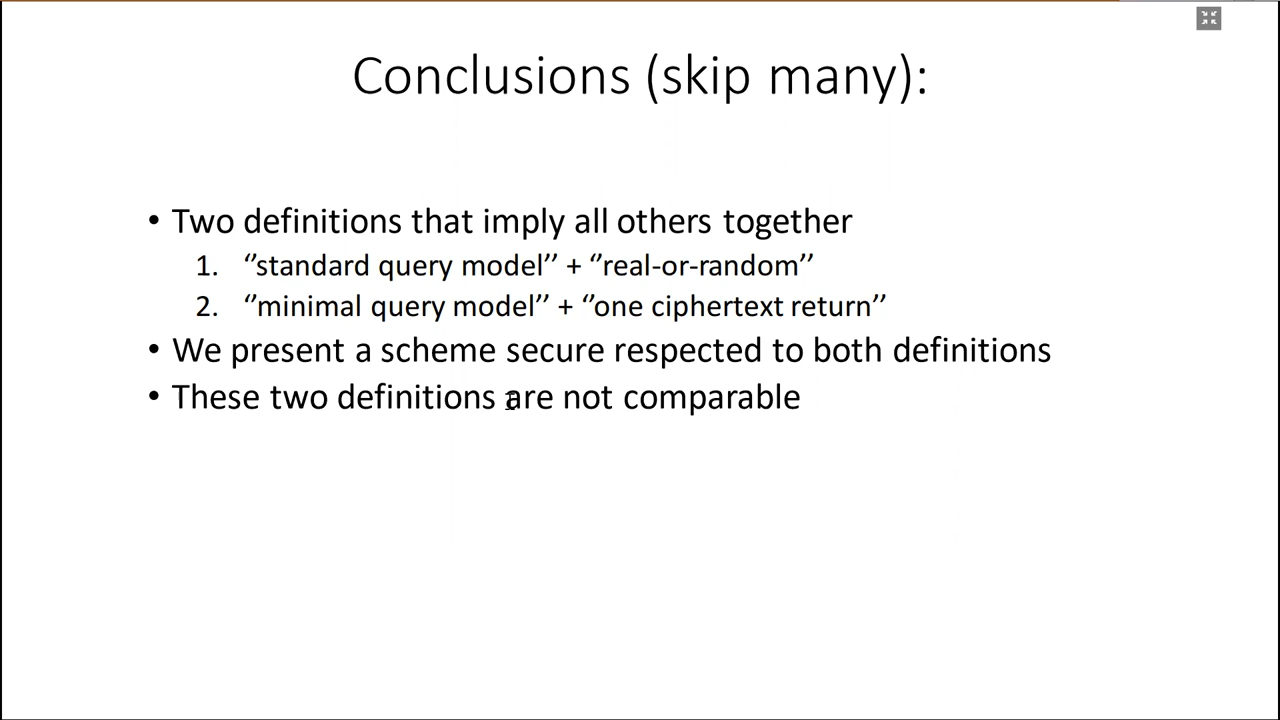 Conclusions (skip many):
• Two definitions that imply all others together
1. ‘’standard query model’’ + ‘’real-or-random’’
2. ‘’minimal query model’’ + ‘’one ciphertext return’’
• We present a scheme secure respected to both definitions
• These two definitions are not comparable